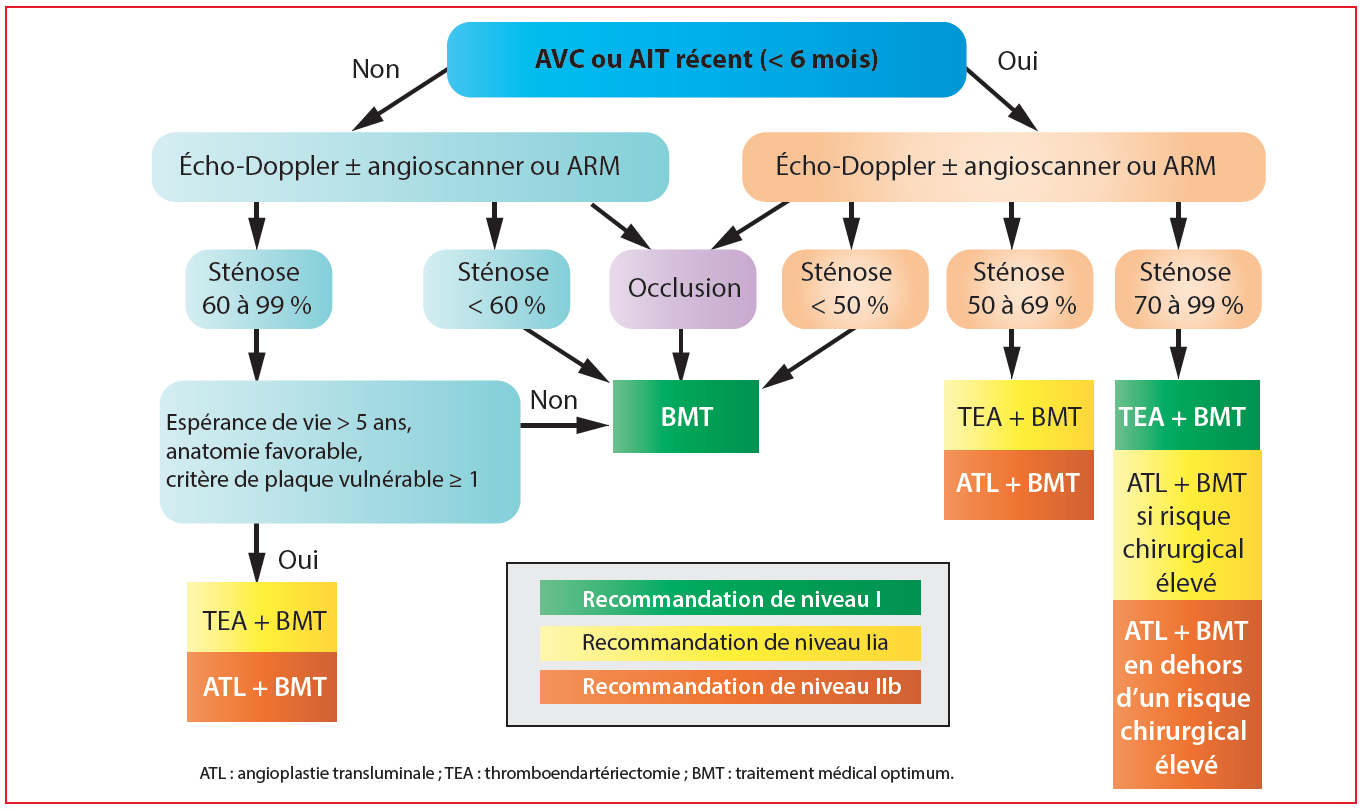 AVC ou AIT récent (< 6 mois)
Non
Oui
Écho-Doppler ± angioscanner ou ARM
Écho-Doppler ± angioscanner ou ARM
Sténose
60 à 99 %
Sténose
< 60 %
Occlusion
Sténose
< 50 %
Sténose
50 à 69 %
Sténose
70 à 99 %
Espérance de vie > 5 ans,
anatomie favorable,
critère de plaque vulnérable ≥ 1
Non
BMT
TEA + BMT
ATL + BMT
TEA + BMT
ATL + BMT
si risque
chirurgical
élevé
ATL + BMT
en dehors
d’un risque
chirurgical
élevé
Oui
TEA + BMT
ATL + BMT
Recommandation de niveau I
Recommandation de niveau Iia
Recommandation de niveau IIb
ATL : angioplastie transluminale ; TEA : thromboendartériectomie ; BMT : traitement médical optimum.